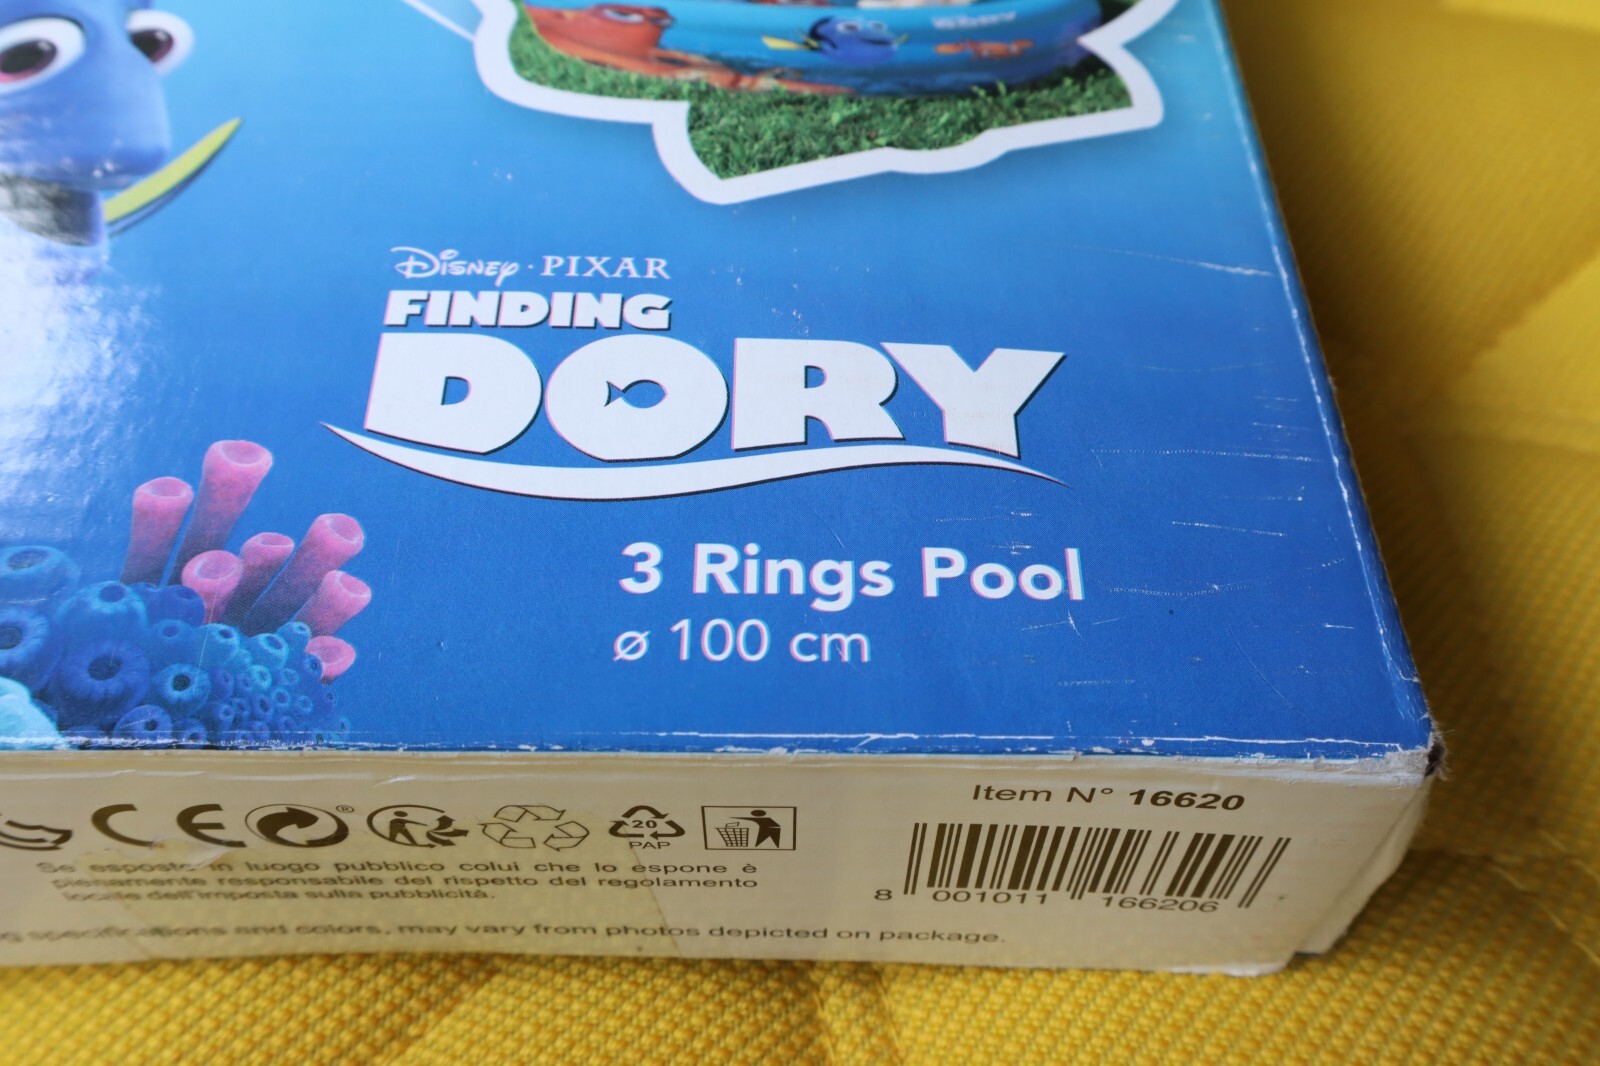 DORY
Disney · PIXAR
FINDING
DORY
3 Rings Pool
ø 100 cm
Item N° 16620
CE
®
20
PAP
8 001011 166206
Se esposto in luogo pubblico colui che lo espone è
pienamente responsabile del rispetto del regolamento
locale dell'imposta sulla pubblicità.
specifications and colors, may vary from photos depicted on package.